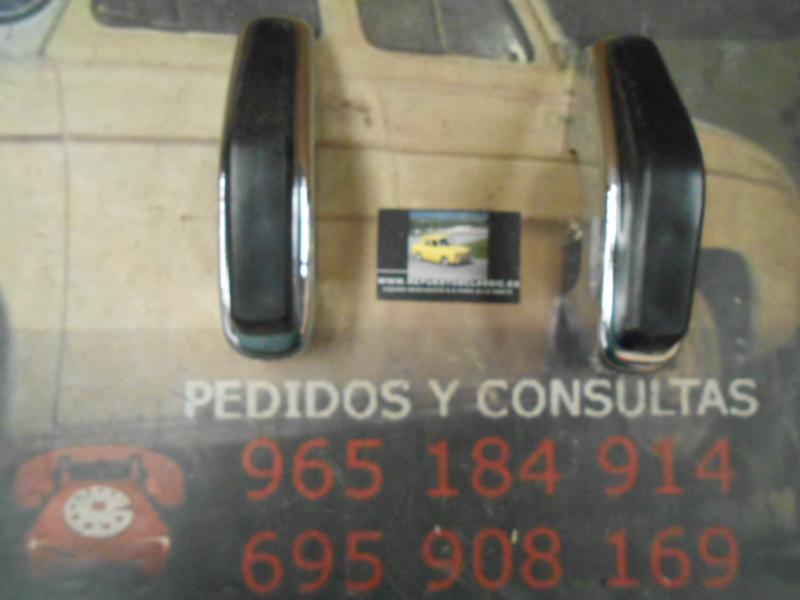 PEDIDOS Y CONSULTAS
965 184 914
695 908 169